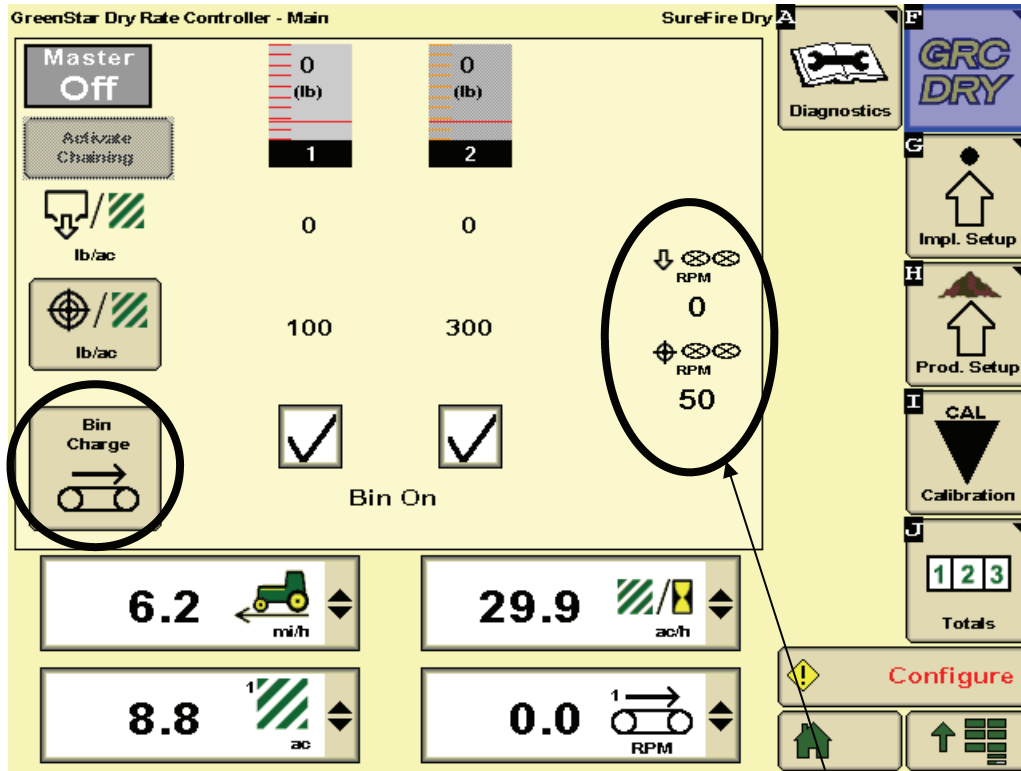 GreenStar Dry Rate Controller - Main
SureFire Dry
A
Diagnostics
F
GRC
DRY
Master
Off
0
(lb)
1
0
(lb)
2
Activate
Chaining
lb/ac
0
0
G
Impl. Setup
RPM
0
lb/ac
100
300
RPM
50
H
Prod. Setup
Bin
Charge
Bin On
I
CAL
Calibration
J
1 2 3
Totals
6.2
mi/h
29.9
ac/h
8.8
1
ac
0.0
1
RPM
Configure